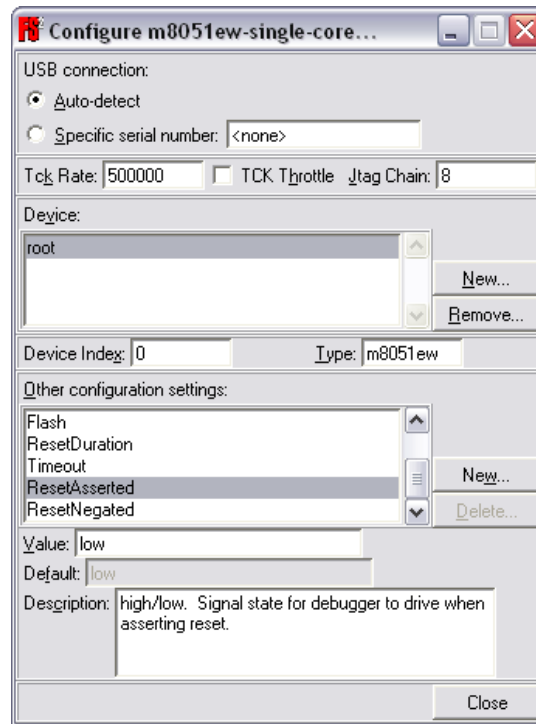 FS2 Configure m8051ew-single-core...
USB connection:
Auto-detect
Specific serial number: <none>
Tck Rate: 500000 TCK Throttle Jtag Chain: 8
Device:
root
New...
Remove...
Device Index: 0 Type: m8051ew
Other configuration settings:
Flash
ResetDuration
Timeout
ResetAsserted
ResetNegated
New...
Delete...
Value: low
Default: low
Description: high/low. Signal state for debugger to drive when
asserting reset.
Close